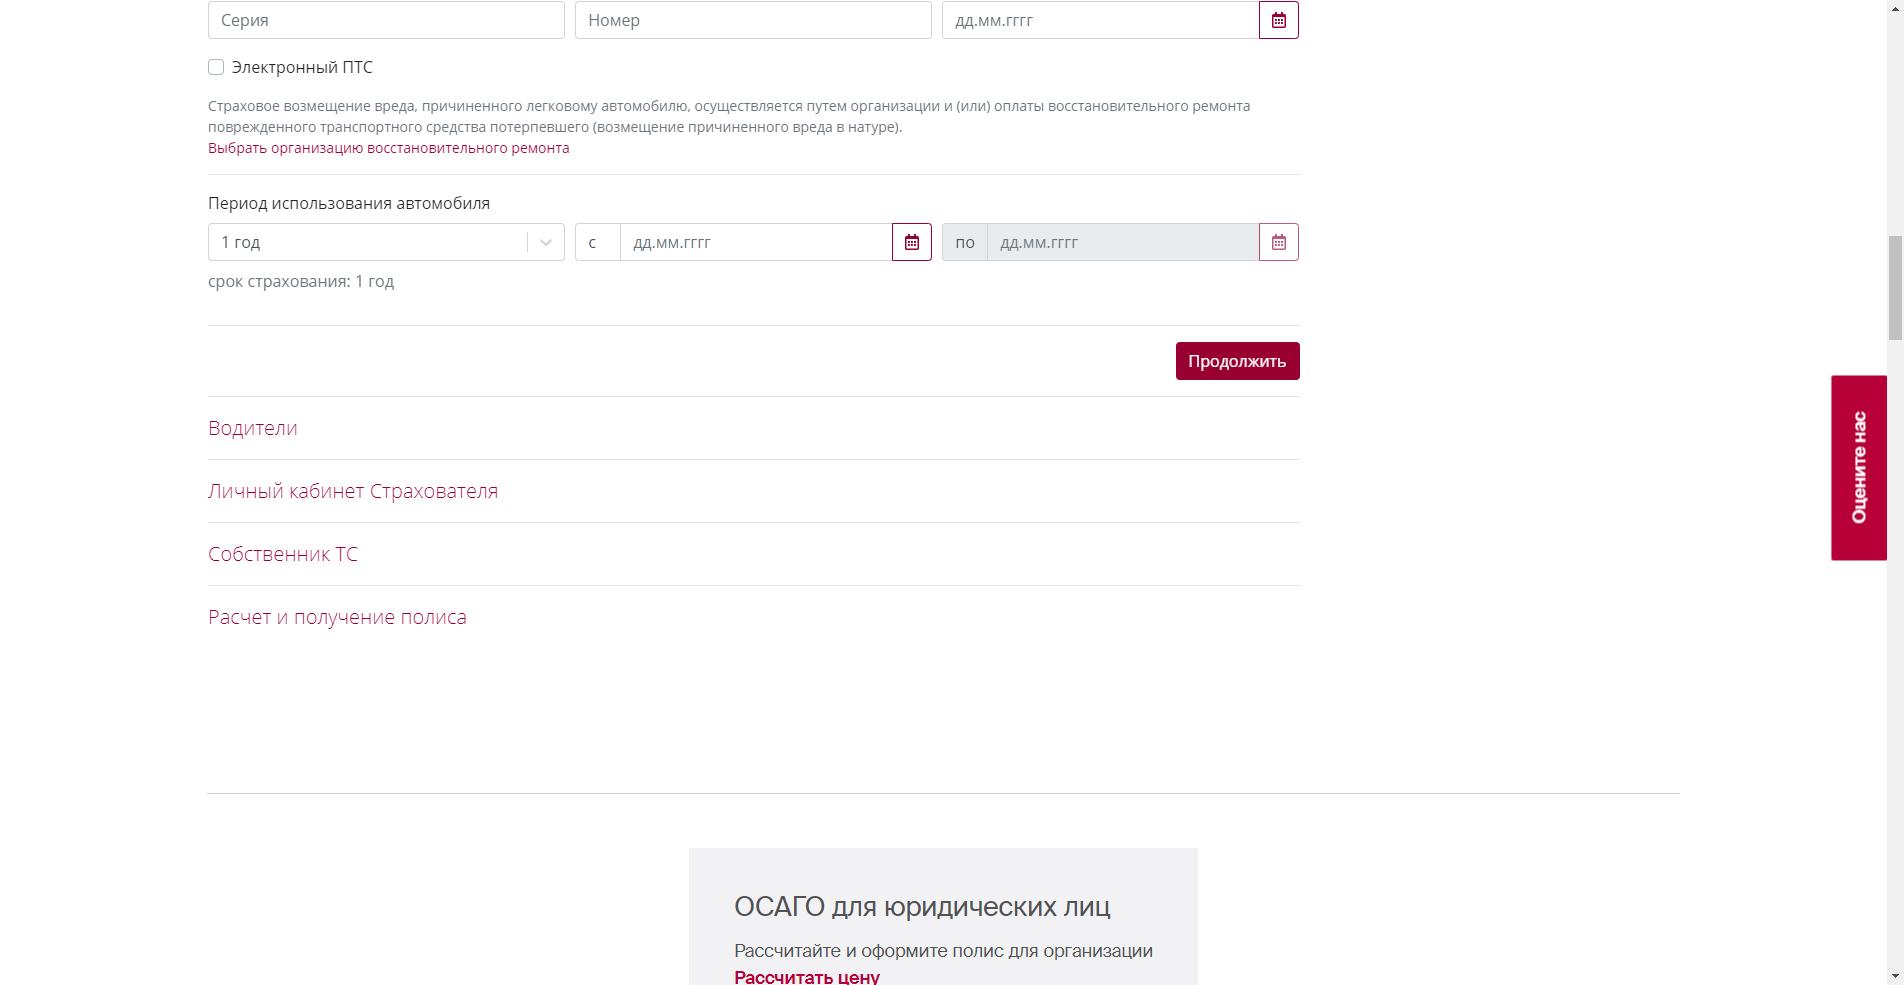 Серия Номер дд.мм.гггг
Электронный ПТС
Страховое возмещение вреда, причиненного легковому автомобилю, осуществляется путем организации и (или) оплаты восстановительного ремонта
поврежденного транспортного средства потерпевшего (возмещение причиненного вреда в натуре).
Выбрать организацию восстановительного ремонта
Период использования автомобиля
1 год с дд.мм.гггг по дд.мм.гггг
срок страхования: 1 год
Продолжить
Водители
Личный кабинет Страхователя
Собственник ТС
Расчет и получение полиса
Оцените нас
ОСАГО для юридических лиц
Рассчитайте и оформите полис для организации
Рассчитать цену